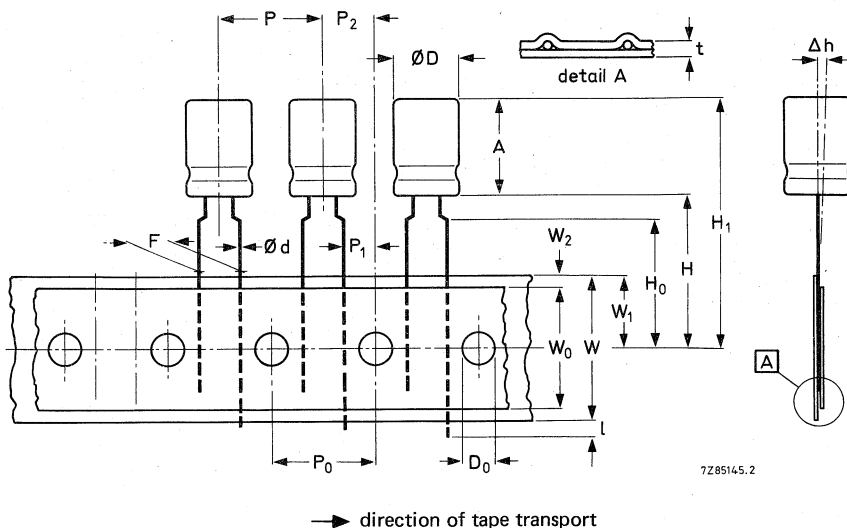 P P₂
ØD
t
detail A
Δh
A
H₁
F
Ød
P₁
W₂
H₀
H
W₁
W₀
W
A
P₀
D₀
l
7Z85145.2
direction of tape transport